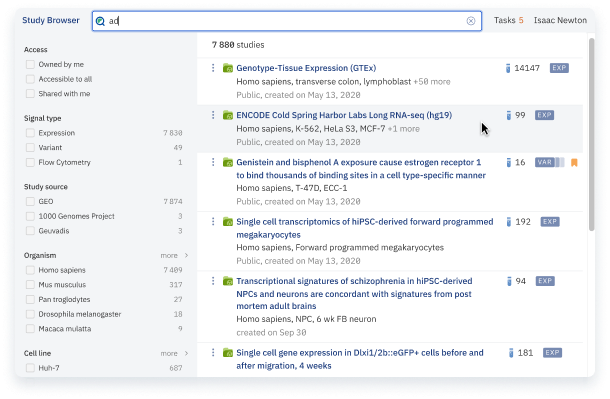 Study Browser
ad
Tasks 5
Isaac Newton
Access
Owned by me
Accessible to all
Shared with me
Signal type
Expression 7 830
Variant 49
Flow Cytometry 1
Study source
GEO 7 874
1000 Genomes Project 3
Geuvadis 3
Organism more
Homo sapiens 7 409
Mus musculus 317
Pan troglodytes 27
Drosophila melanogaster 18
Macaca mulatta 9
Cell line more
Huh-7 687
7 880 studies
Genotype-Tissue Expression (GTEx) 14147 EXP
Homo sapiens, transverse colon, lymphoblast +50 more
Public, created on May 13, 2020
ENCODE Cold Spring Harbor Labs Long RNA-seq (hg19) 99 EXP
Homo sapiens, K-562, HeLa S3, MCF-7 +1 more
Public, created on May 13, 2020
Genistein and bisphenol A exposure cause estrogen receptor 1 16 VAR
to bind thousands of binding sites in a cell type-specific manner
Homo sapiens, T-47D, ECC-1
Public, created on May 13, 2020
Single cell transcriptomics of hiPSC-derived forward programmed 192 EXP
megakaryocytes
Homo sapiens, Forward programmed megakaryocytes
Public, created on May 13, 2020
Transcriptional signatures of schizophrenia in hiPSC-derived 94 EXP
NPCs and neurons are concordant with signatures from post
mortem adult brains
Homo sapiens, NPC, 6 wk FB neuron
created on Sep 30
Single cell gene expression in Dlxi1/2b::eGFP+ cells before and 181 EXP
after migration, 4 weeks